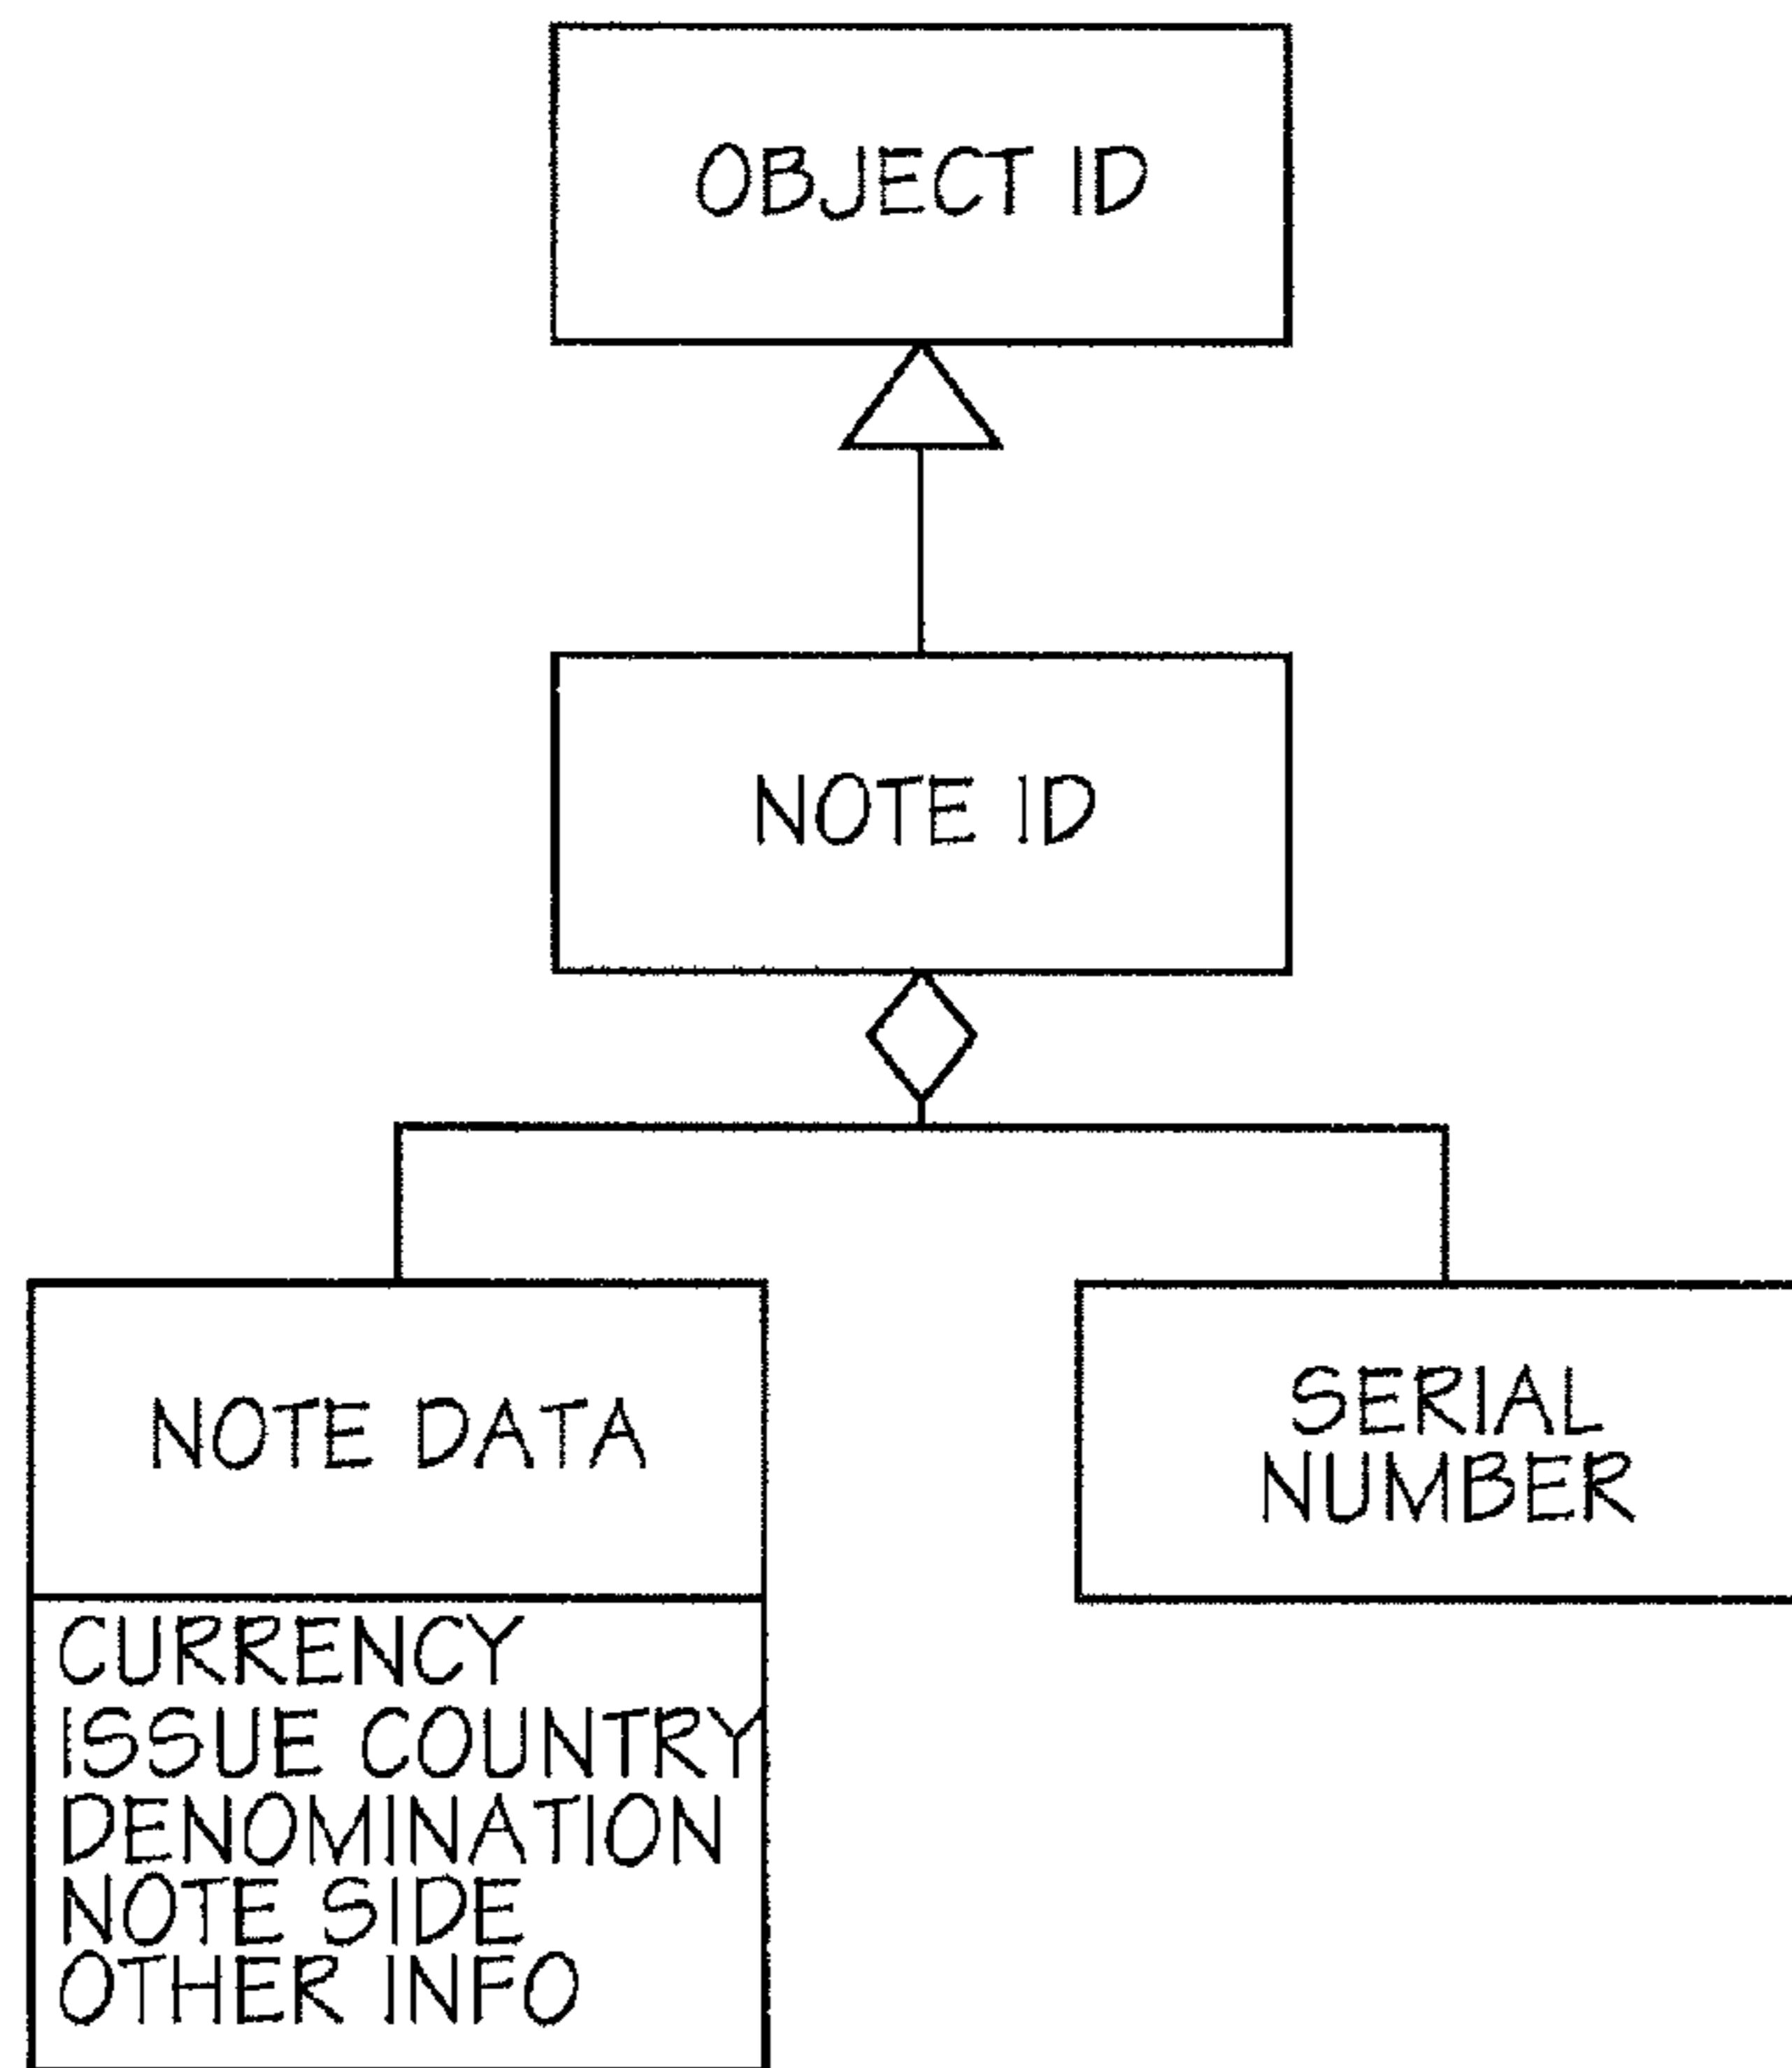 OBJECT ID
NOTE ID
NOTE DATA
SERIAL
NUMBER
CURRENCY
ISSUE COUNTRY
DENOMINATION
NOTE SIDE
OTHER INFO